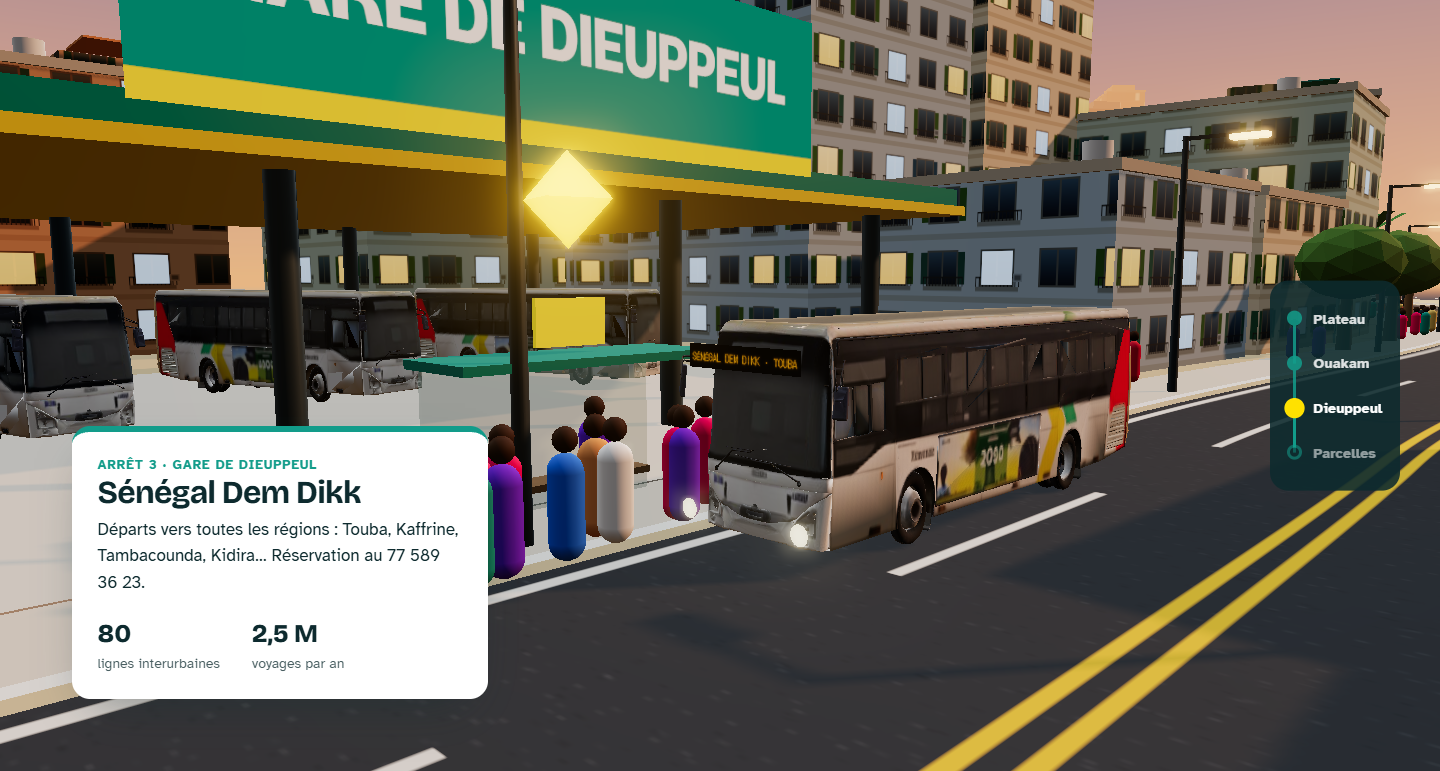 ARE DE DIEUPPEUL
SÉNÉGAL DEM DIKK · TOUBA
2000
Plateau
Ouakam
Dieuppeul
Parcelles
ARRÊT 3 · GARE DE DIEUPPEUL
Sénégal Dem Dikk
Départs vers toutes les régions : Touba, Kaffrine,
Tambacounda, Kidira... Réservation au 77 589
36 23.
80
2,5 M
lignes interurbaines
voyages par an